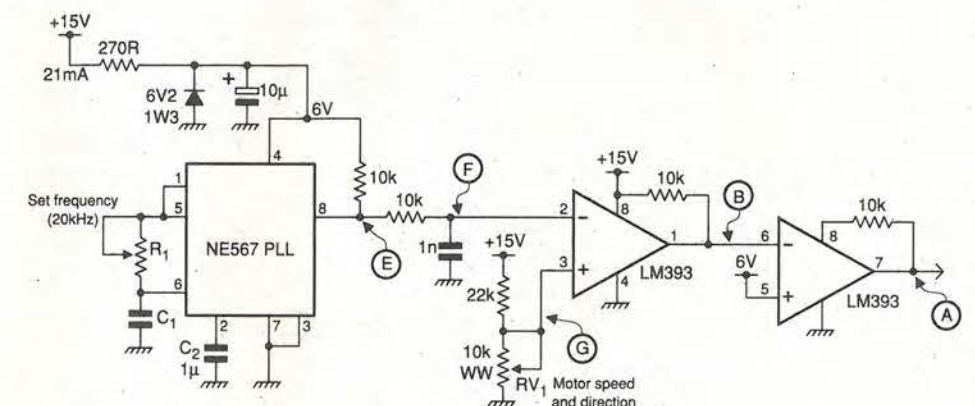 +15V
270R
21mA
6V2
1W3
+
10µ
6V
4
10k
10k
F
1
5
8
Set frequency
(20kHz)
R1
NE567 PLL
E
1n
+15V
22k
6
C1
2
7
3
C2
1µ
10k
WW
RV1
Motor speed
and direction
G
+15V
10k
2
−
8
3
+
1
4
LM393
B
6
−
8
10k
6V
5
+
7
LM393
A